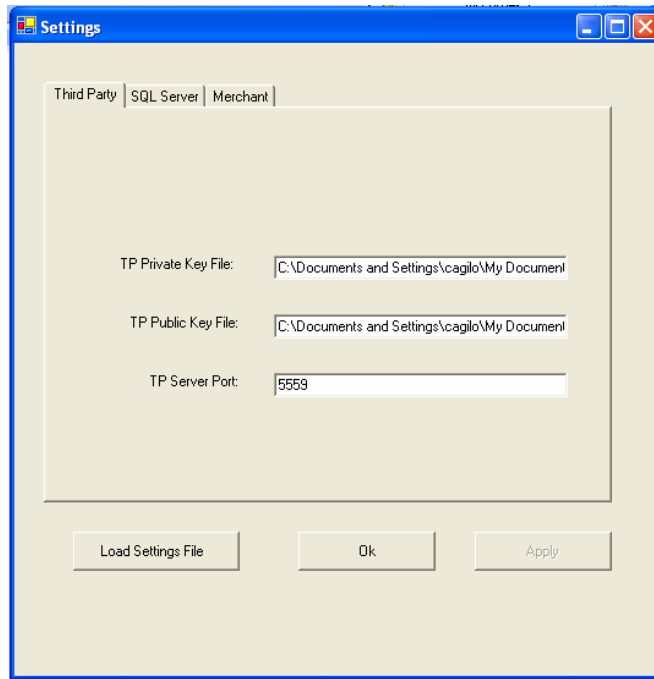 Settings
Third Party SQL Server Merchant
TP Private Key File: C:\Documents and Settings\cagilo\My Document
TP Public Key File: C:\Documents and Settings\cagilo\My Document
TP Server Port: 5559
Load Settings File Ok Apply